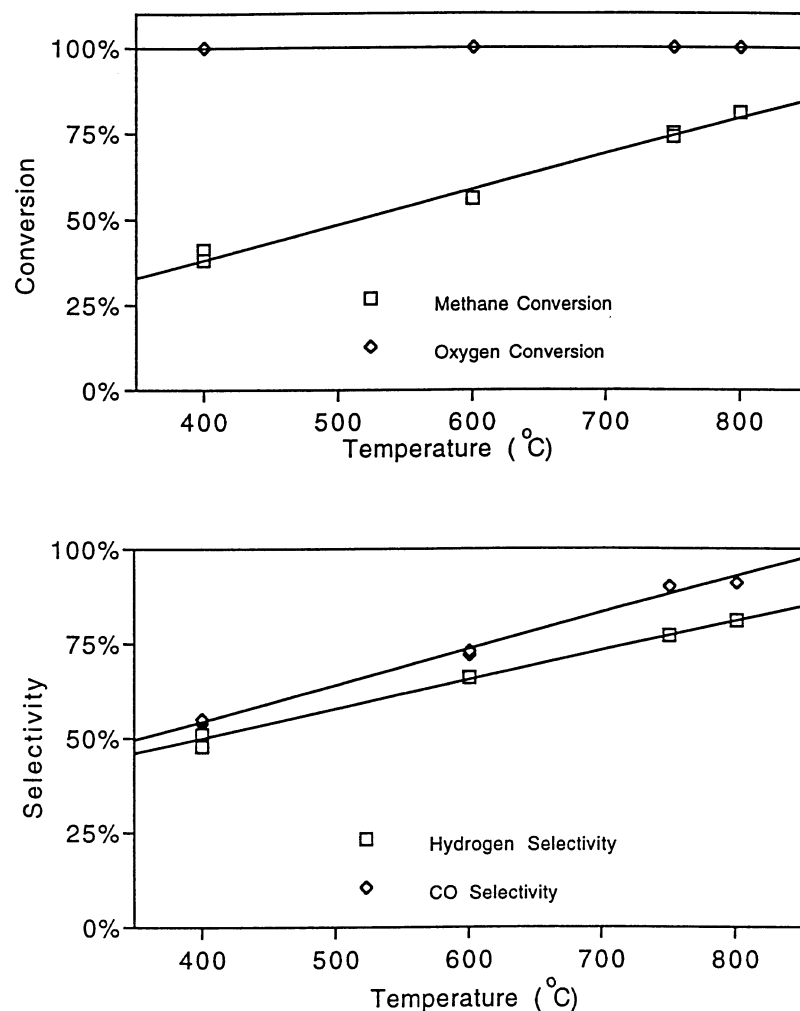 100%
75%
50%
25%
0%
Conversion
Methane Conversion
Oxygen Conversion
400 500 600 700 800
Temperature (°C)
100%
75%
50%
25%
0%
Selectivity
Hydrogen Selectivity
CO Selectivity
400 500 600 700 800
Temperature (°C)